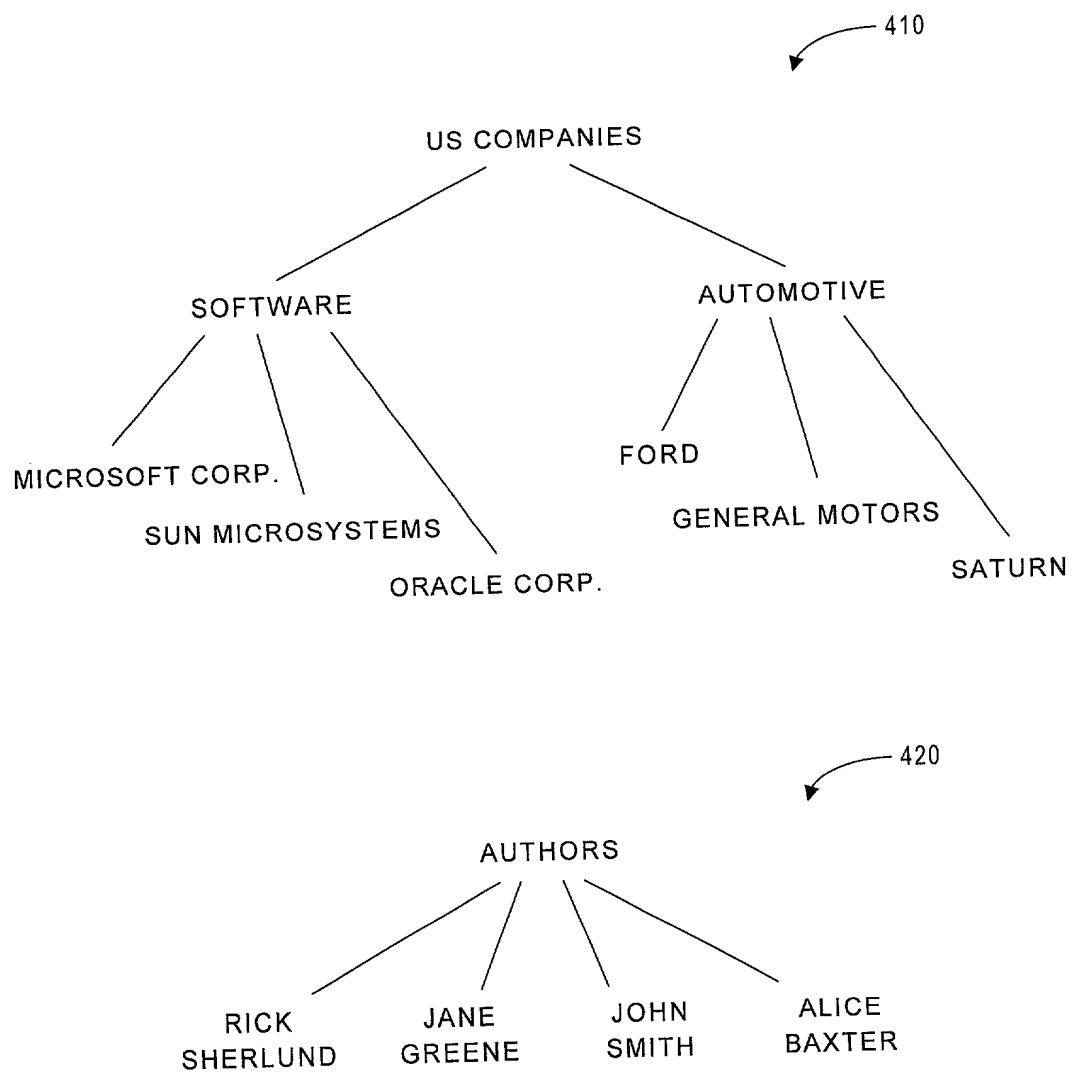 410
US COMPANIES
SOFTWARE
AUTOMOTIVE
MICROSOFT CORP.
SUN MICROSYSTEMS
ORACLE CORP.
FORD
GENERAL MOTORS
SATURN
420
AUTHORS
RICK
SHERLUND
JANE
GREENE
JOHN
SMITH
ALICE
BAXTER